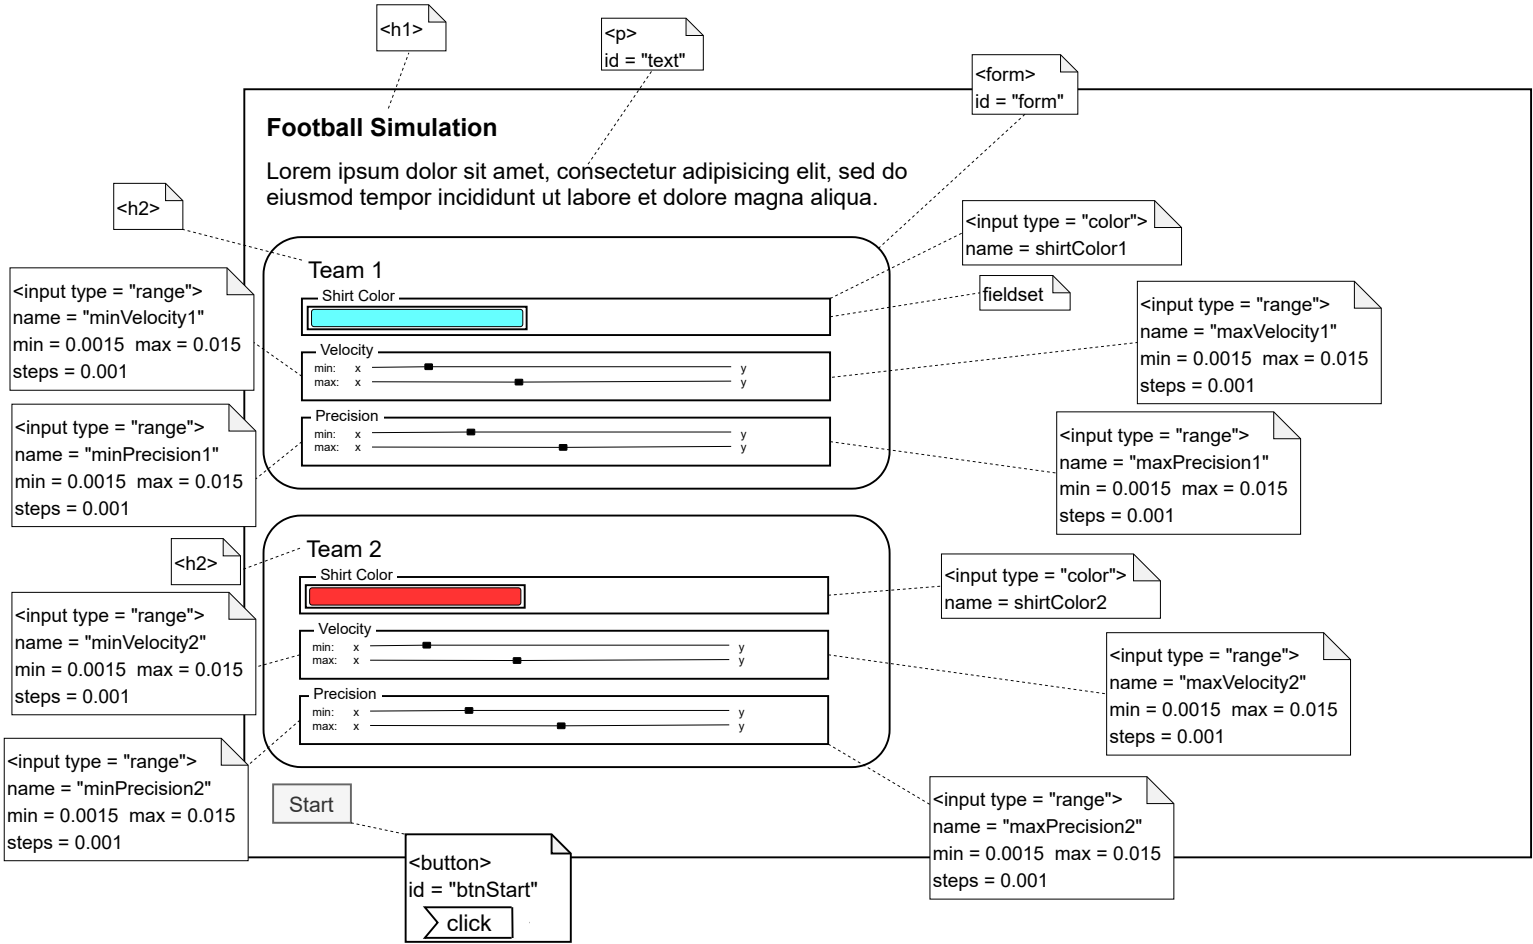 <h1>
<p>
id = "text"
<form>
id = "form"
Football Simulation
Lorem ipsum dolor sit amet, consectetur adipisicing elit, sed do
eiusmod tempor incididunt ut labore et dolore magna aliqua.
<h2>
<input type = "color">
name = shirtColor1
fieldset
Team 1
Shirt Color
Velocity
min: x y
max: x y
Precision
min: x y
max: x y
<input type = "range">
name = "minVelocity1"
min = 0.0015 max = 0.015
steps = 0.001
<input type = "range">
name = "maxVelocity1"
min = 0.0015 max = 0.015
steps = 0.001
<input type = "range">
name = "minPrecision1"
min = 0.0015 max = 0.015
steps = 0.001
<input type = "range">
name = "maxPrecision1"
min = 0.0015 max = 0.015
steps = 0.001
<h2>
Team 2
Shirt Color
Velocity
min: x y
max: x y
Precision
min: x y
max: x y
<input type = "color">
name = shirtColor2
<input type = "range">
name = "minVelocity2"
min = 0.0015 max = 0.015
steps = 0.001
<input type = "range">
name = "maxVelocity2"
min = 0.0015 max = 0.015
steps = 0.001
<input type = "range">
name = "minPrecision2"
min = 0.0015 max = 0.015
steps = 0.001
<input type = "range">
name = "maxPrecision2"
min = 0.0015 max = 0.015
steps = 0.001
Start
<button>
id = "btnStart"
click